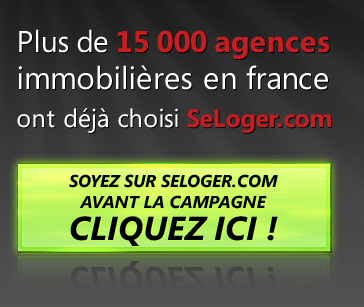 Plus de 15 000 agences
immobilières en france
ont déjà choisi SeLoger.com
SOYEZ SUR SELOGER.COM
AVANT LA CAMPAGNE
CLIQUEZ ICI !